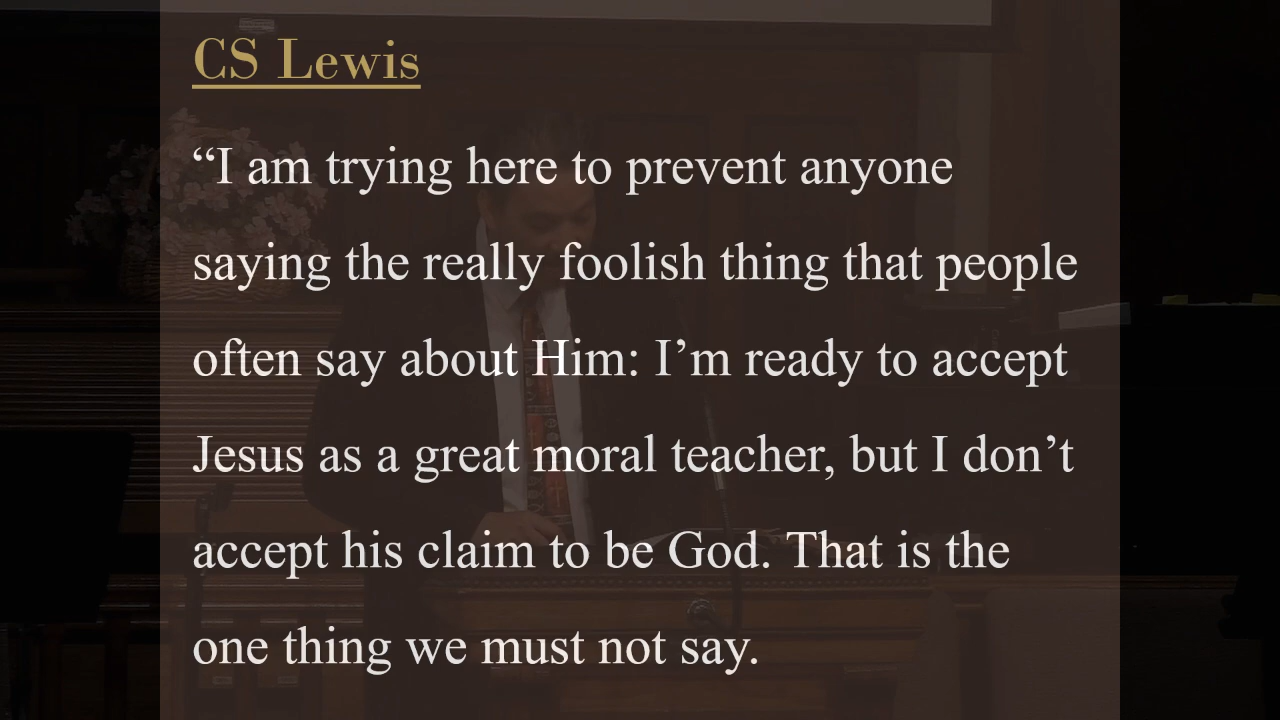 CS Lewis
“I am trying here to prevent anyone
saying the really foolish thing that people
often say about Him: I’m ready to accept
Jesus as a great moral teacher, but I don’t
accept his claim to be God. That is the
one thing we must not say.